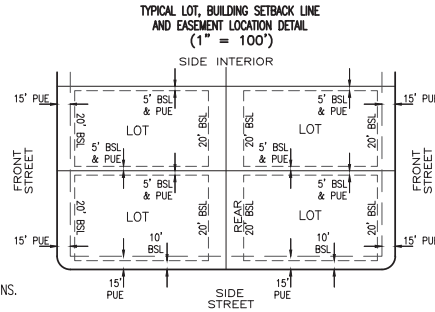 TYPICAL LOT, BUILDING SETBACK LINE
AND EASEMENT LOCATION DETAIL
(1" = 100')
SIDE INTERIOR
15' PUE
5' BSL
& PUE
5' BSL
& PUE
15' PUE
20' BSL
LOT
20' BSL
20' BSL
LOT
20' BSL
5' BSL
& PUE
5' BSL
& PUE
FRONT
STREET
FRONT
STREET
5' BSL
& PUE
5' BSL
& PUE
20' BSL
LOT
20' BSL
REAR
20' BSL
LOT
20' BSL
15' PUE
10'
BSL
10'
BSL
15' PUE
NS.
15'
PUE
SIDE
STREET
15'
PUE